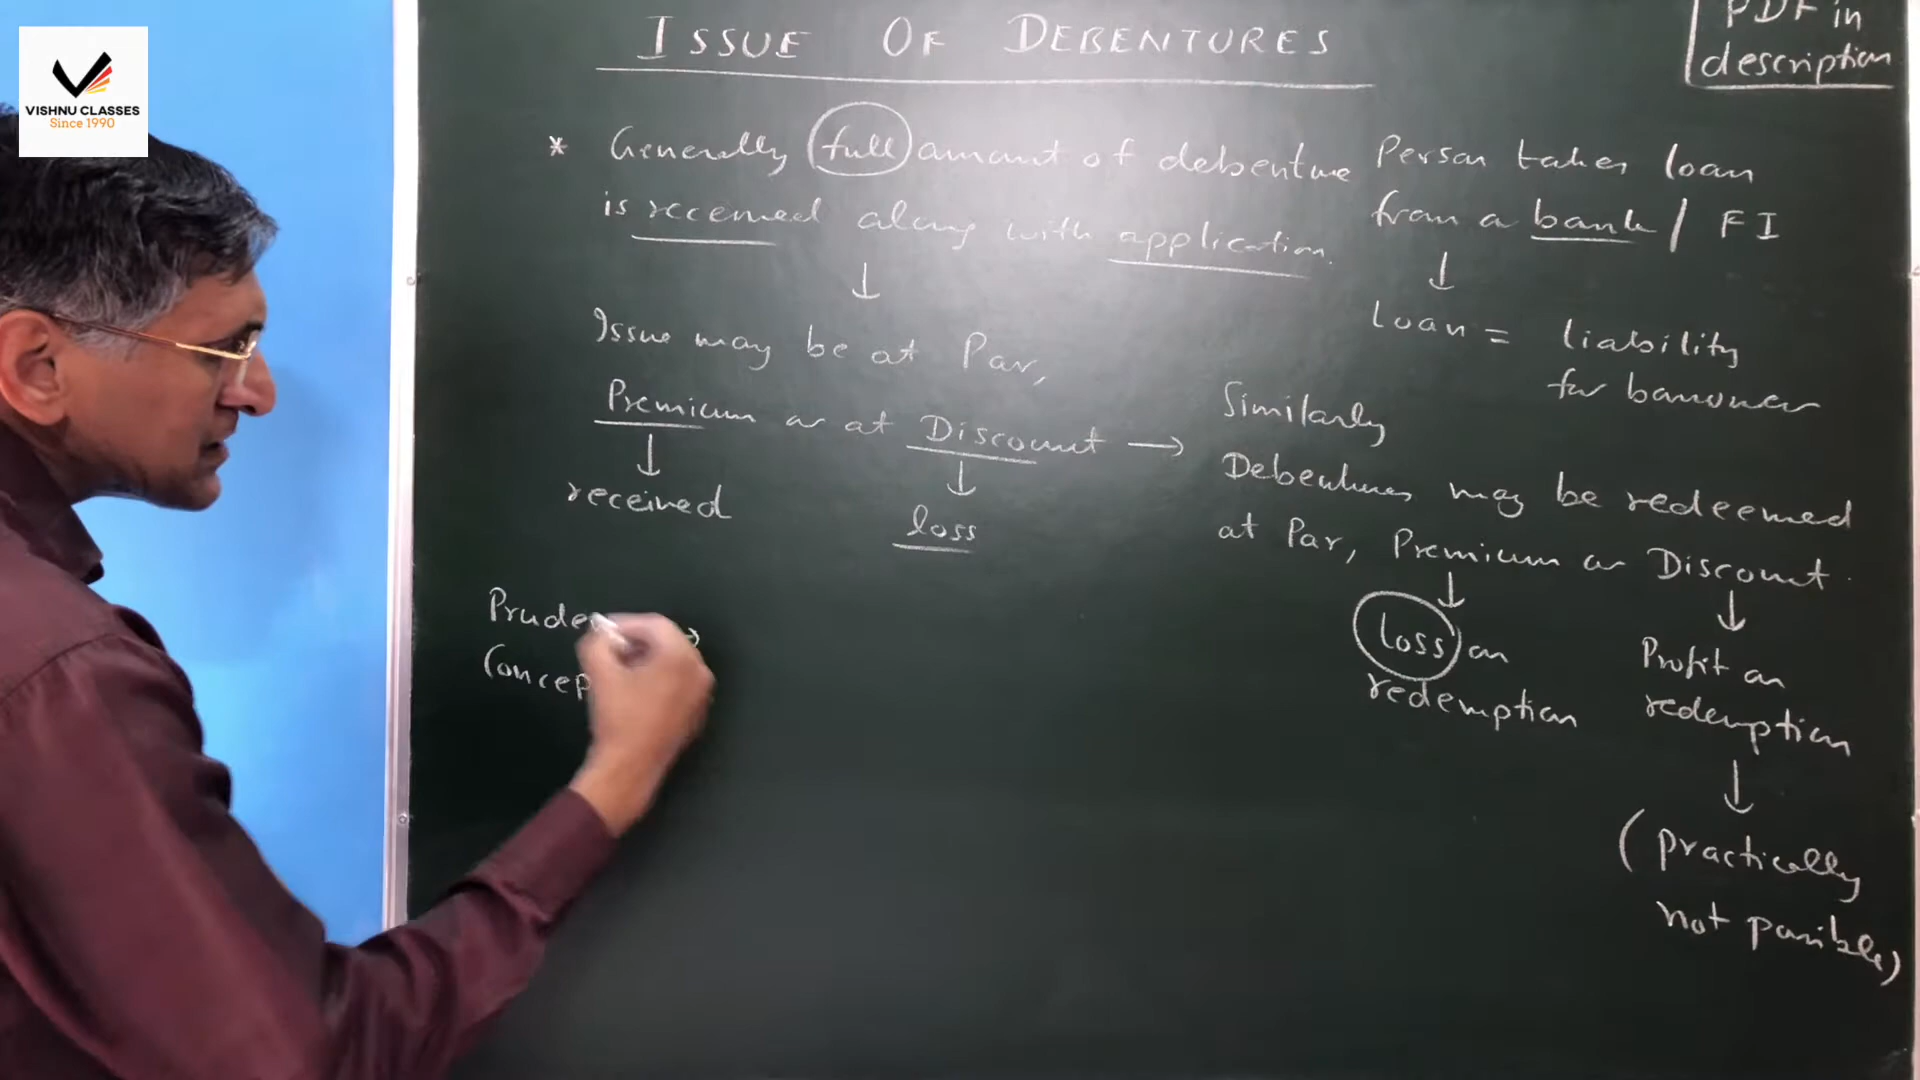 VISHNU CLASSES
Since 1990
ISSUE OF DEBENTURES
PDF in
description
* Generally full amount of debenture
is received along with application.
↓
Issue may be at Par,
Premium or at Discount →
↓ ↓
received loss
Person takes loan
from a bank / FI
↓
Loan = liability
for borrower
Similarly
Debentures may be redeemed
at Par, Premium or Discount.
↓ ↓
loss on
redemption
Profit on
redemption
↓
(practically
not possible)
Pruden →
Concep